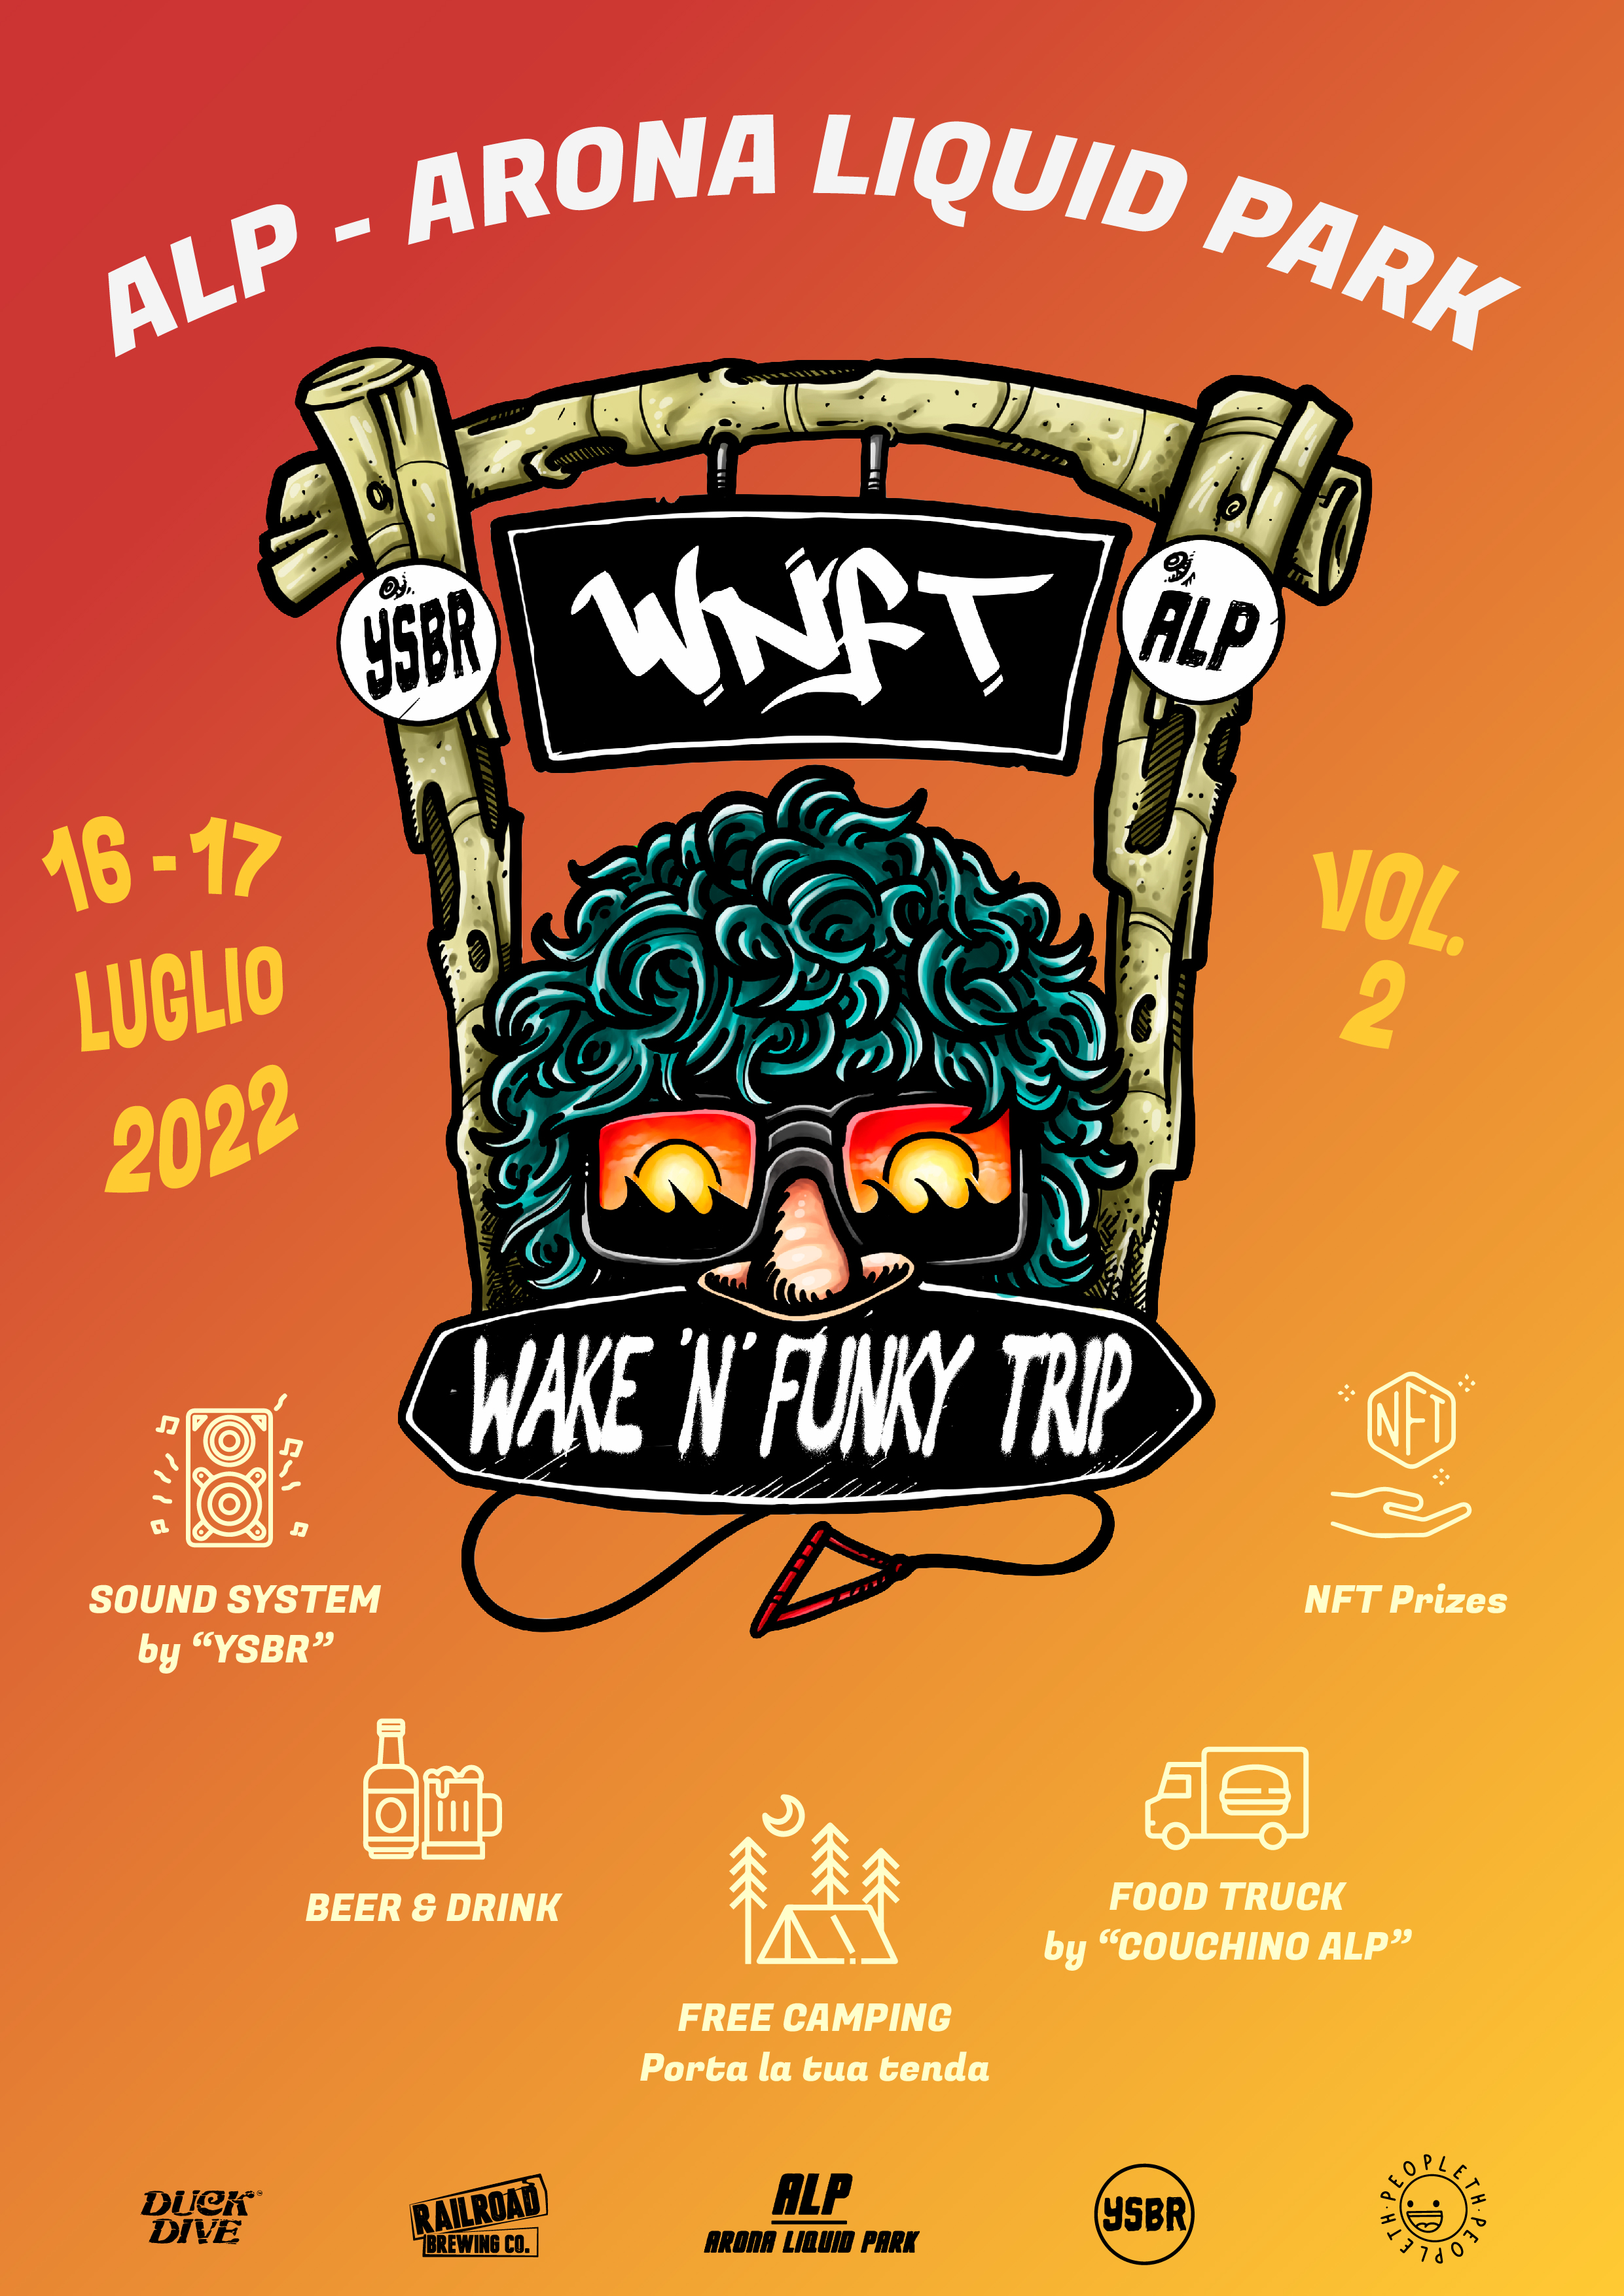 ALP - ARONA LIQUID PARK
WNFT
YSBR
ALP
16 - 17
LUGLIO
2022
VOL.
2
WAKE 'N' FUNKY TRIP
NFT
SOUND SYSTEM
by “YSBR”
NFT Prizes
BEER & DRINK
FOOD TRUCK
by “COUCHINO ALP”
FREE CAMPING
Porta la tua tenda
DUCK
DIVE
RAILROAD
BREWING CO.
ALP
ARONA LIQUID PARK
YSBR
PEOPLETH · PEOPLETH ·